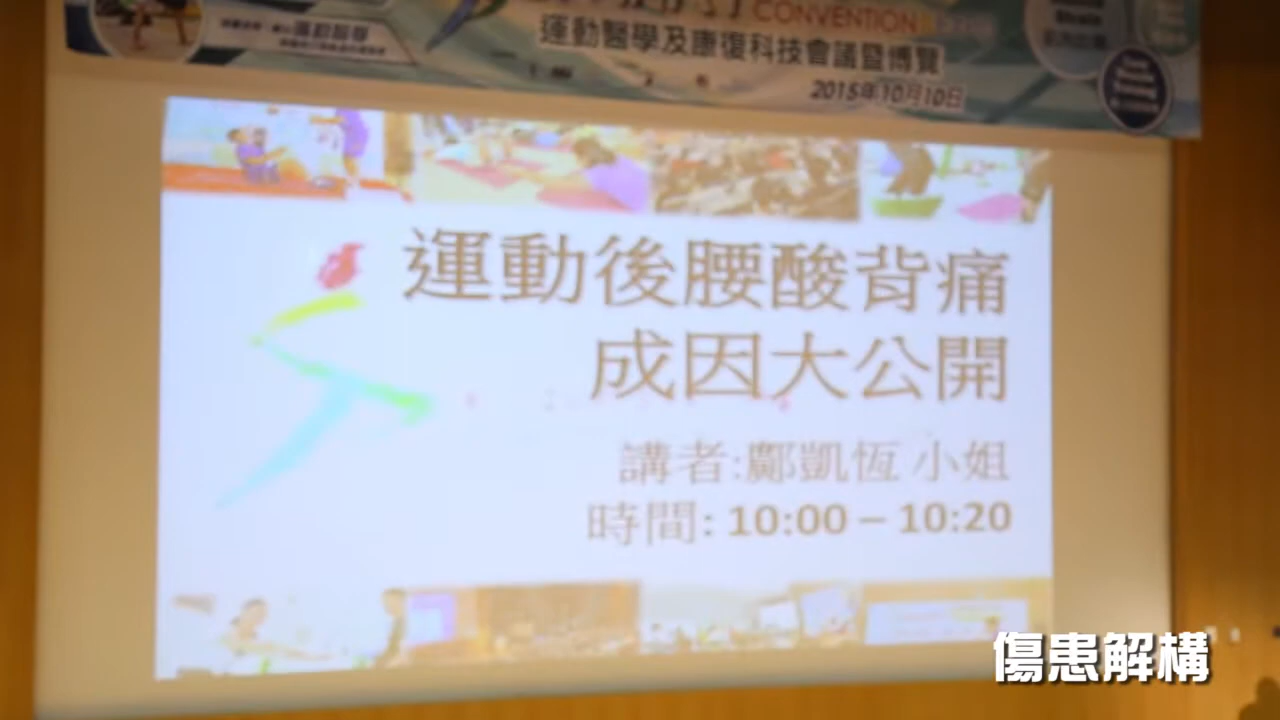 CONVENTION
運動醫學及康復科技會議暨博覽
2015年10月10日
運動後腰酸背痛
成因大公開
講者:鄺凱恆 小姐
時間: 10:00 – 10:20
傷患解構